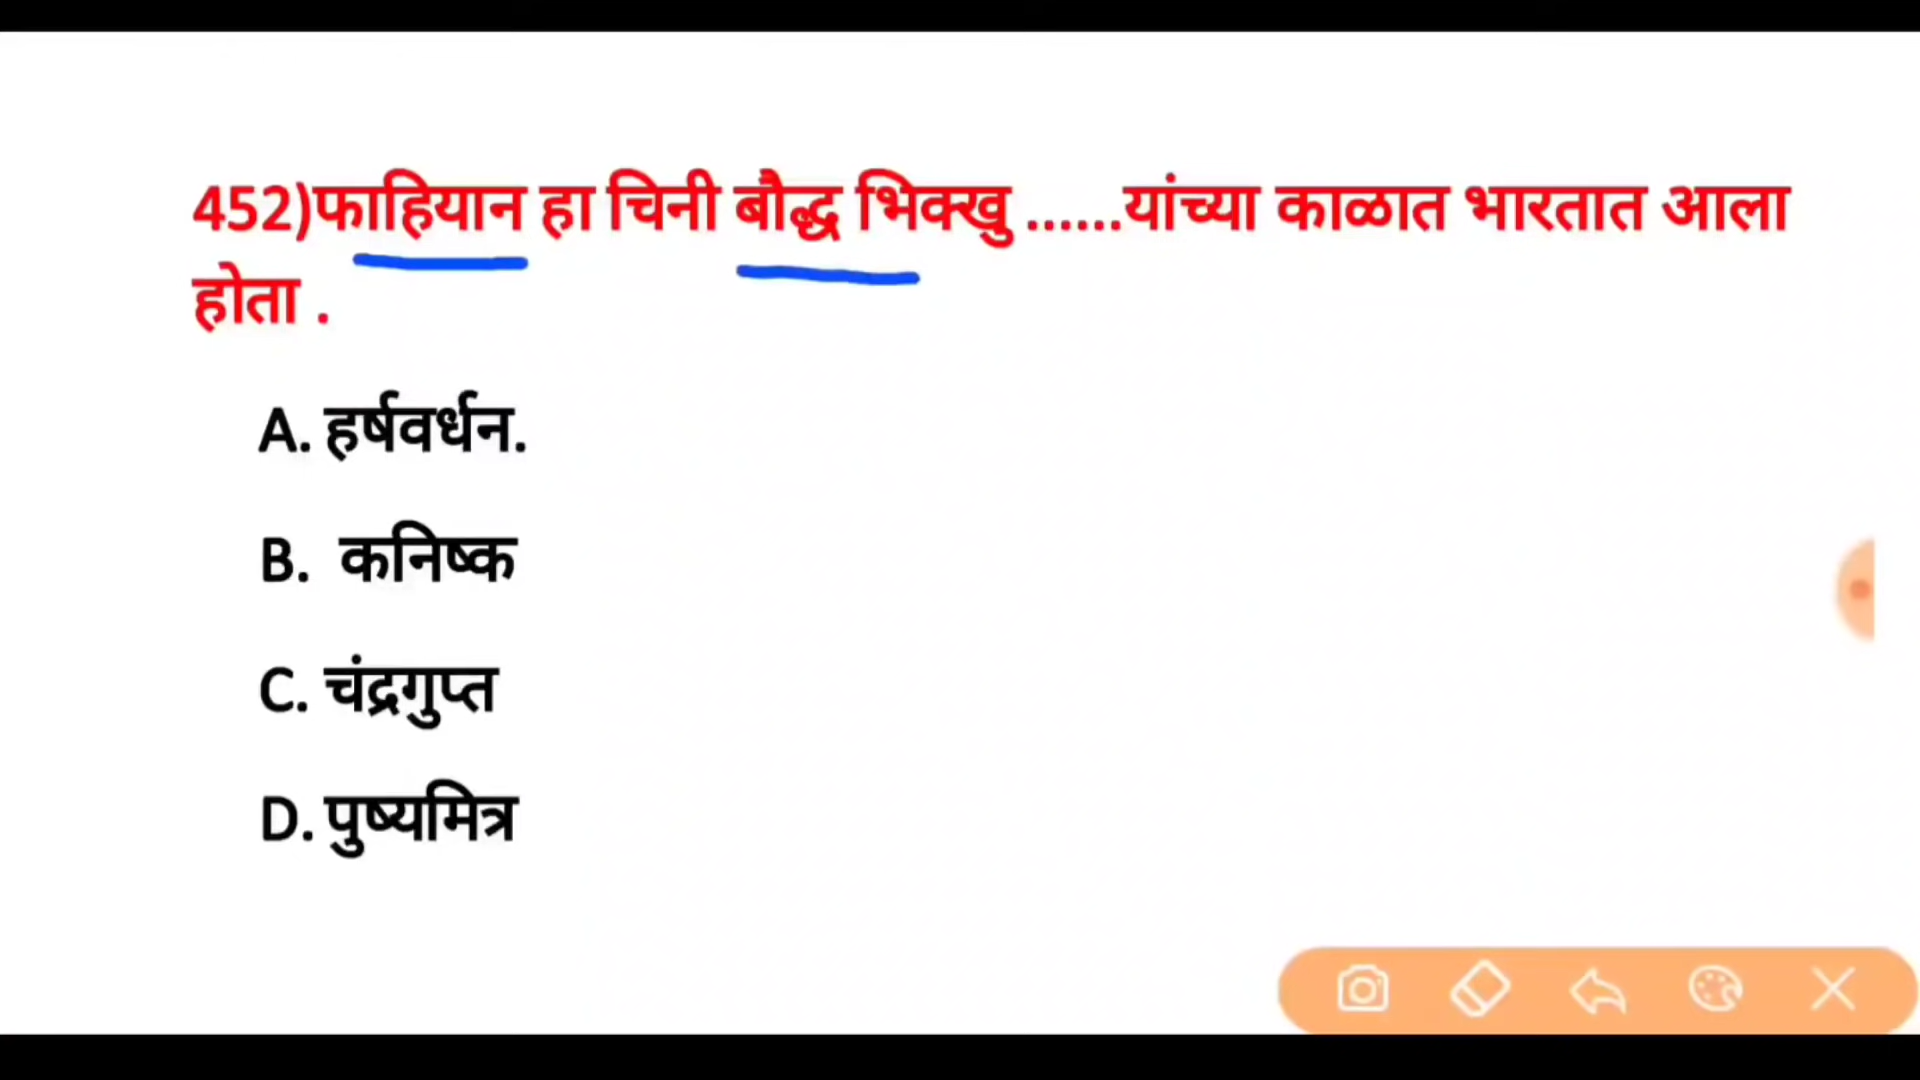 452)फाहियान हा चिनी बौद्ध भिक्खु ......यांच्या काळात भारतात आला
होता .
A. हर्षवर्धन.
B. कनिष्क
C. चंद्रगुप्त
D. पुष्यमित्र